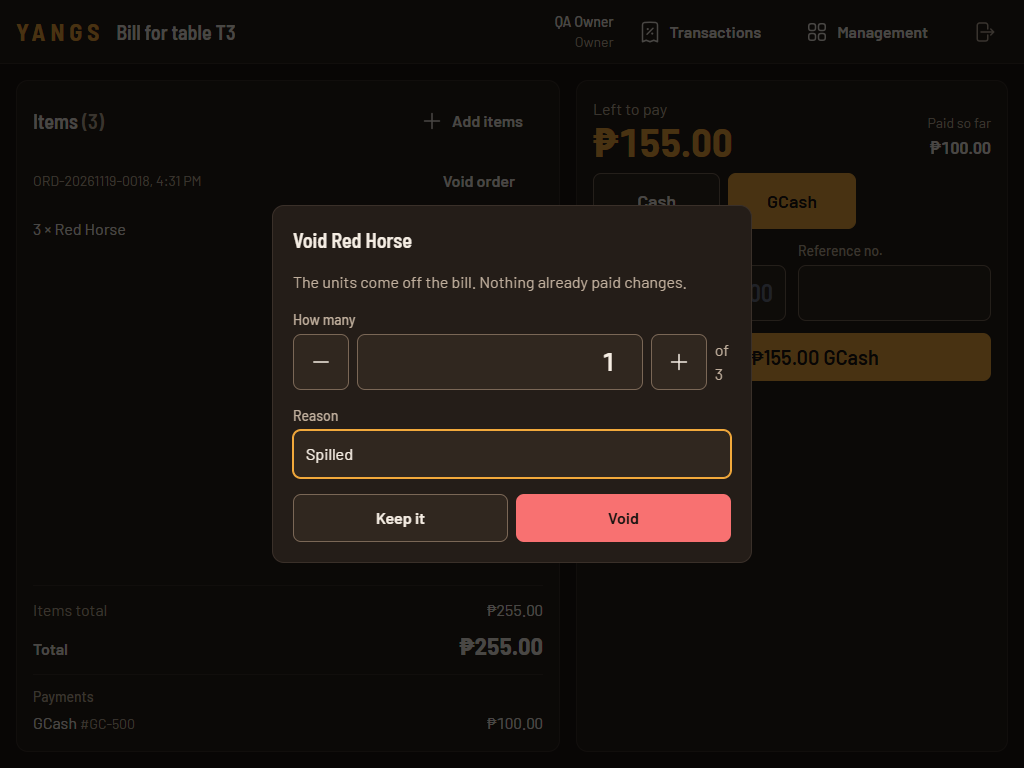 YANGS Bill for table T3
QA Owner
Owner
Transactions
Management
Items (3)
Add items
ORD-20261119-0018, 4:31 PM
Void order
3 × Red Horse
Left to pay
₱155.00
Paid so far
₱100.00
Cash
GCash
Reference no.
00
₱155.00 GCash
Void Red Horse
The units come off the bill. Nothing already paid changes.
How many
1
of
3
Reason
Spilled
Keep it
Void
Items total
₱255.00
Total
₱255.00
Payments
GCash #GC-500
₱100.00